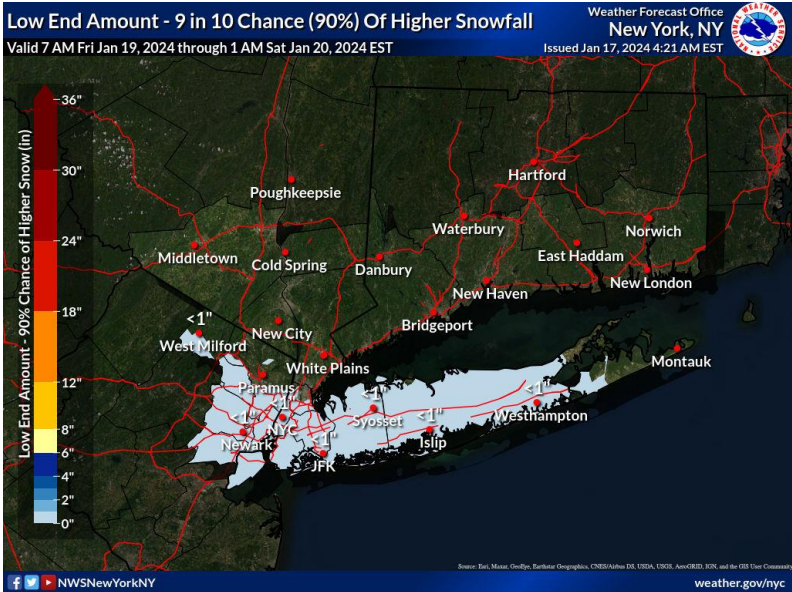 Low End Amount - 9 in 10 Chance (90%) Of Higher Snowfall
Valid 7 AM Fri Jan 19, 2024 through 1 AM Sat Jan 20, 2024 EST
Weather Forecast Office
New York, NY
Issued Jan 17, 2024 4:21 AM EST
NATIONAL WEATHER SERVICE
Low End Amount - 90% Chance of Higher Snow (in)
36"
30"
24"
18"
12"
8"
6"
4"
2"
0"
Hartford
Poughkeepsie
Waterbury
Norwich
Middletown
Cold Spring
Danbury
East Haddam
New London
New Haven
<1"
New City
Bridgeport
West Milford
White Plains
Montauk
Paramus
<1"
<1"
<1"
<1"
<1"
<1"
Syosset
Westhampton
Newark
NYC
Islip
JFK
Source: Esri, Maxar, GeoEye, Earthstar Geographics, CNES/Airbus DS, USDA, USGS, AeroGRID, IGN, and the GIS User Community
NWSNewYorkNY
weather.gov/nyc